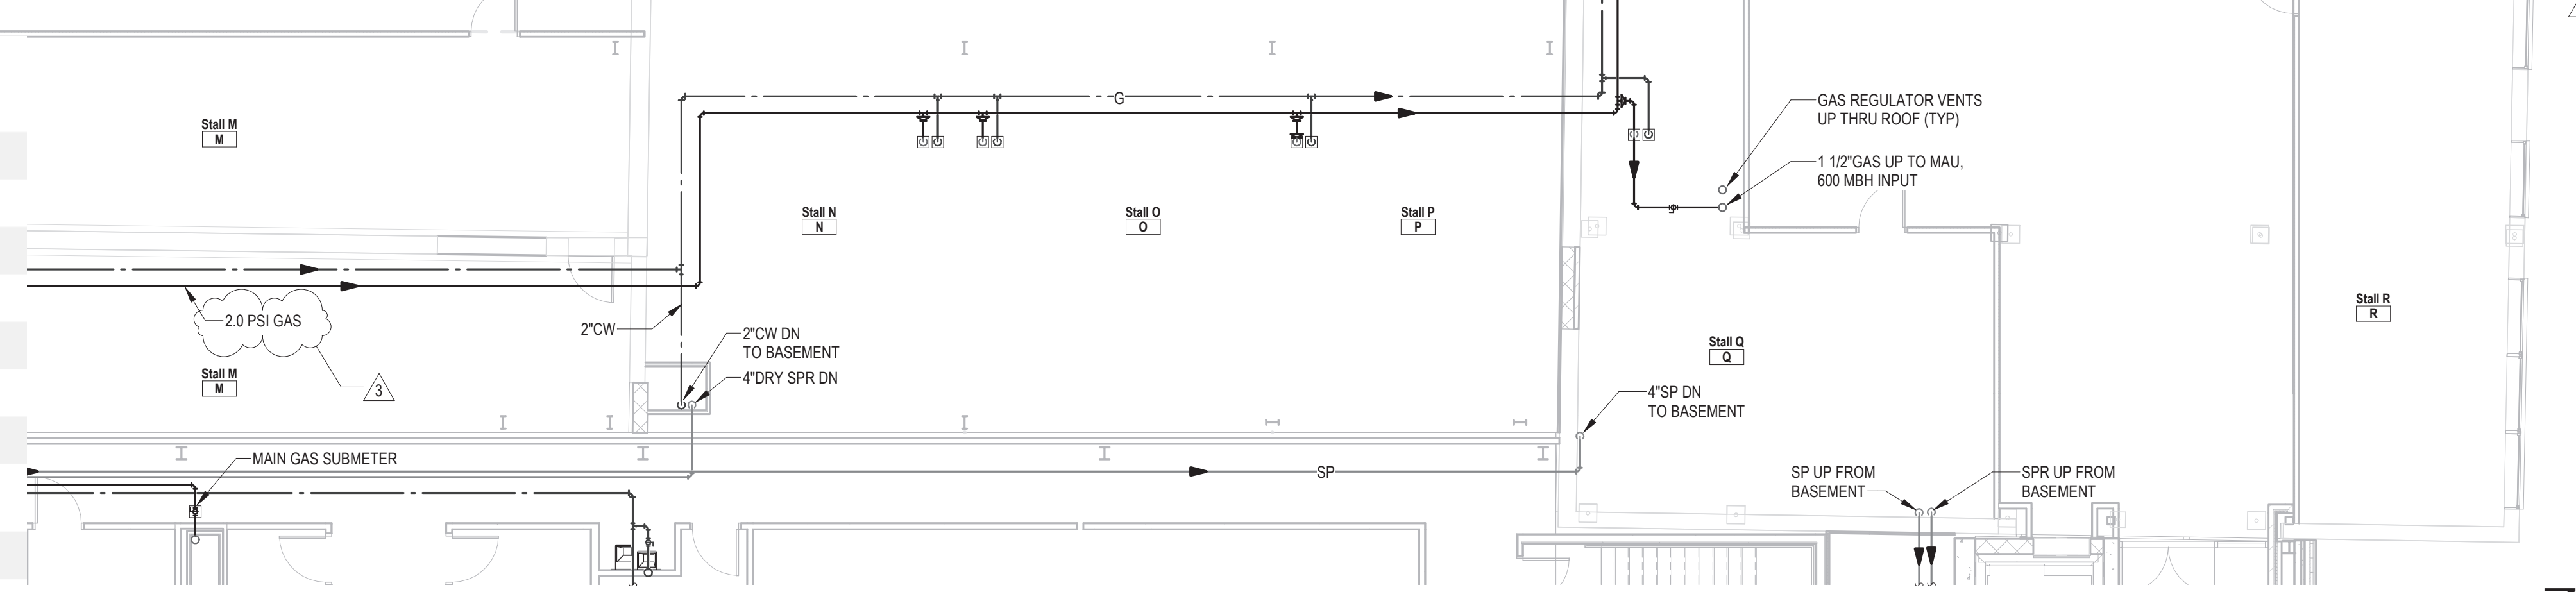 Stall M
M
G
GAS REGULATOR VENTS
UP THRU ROOF (TYP)
1 1/2"GAS UP TO MAU,
600 MBH INPUT
Stall N
N
Stall O
O
Stall P
P
2.0 PSI GAS
3
Stall M
M
2"CW
2"CW DN
TO BASEMENT
4"DRY SPR DN
Stall Q
Q
Stall R
R
4"SP DN
TO BASEMENT
MAIN GAS SUBMETER
SP
SP UP FROM
BASEMENT
SPR UP FROM
BASEMENT